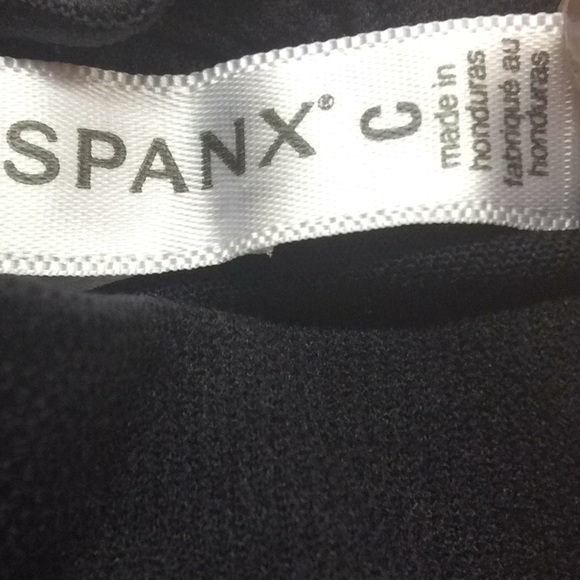 SPANX®
C
made in
honduras
fabriqué au
honduras